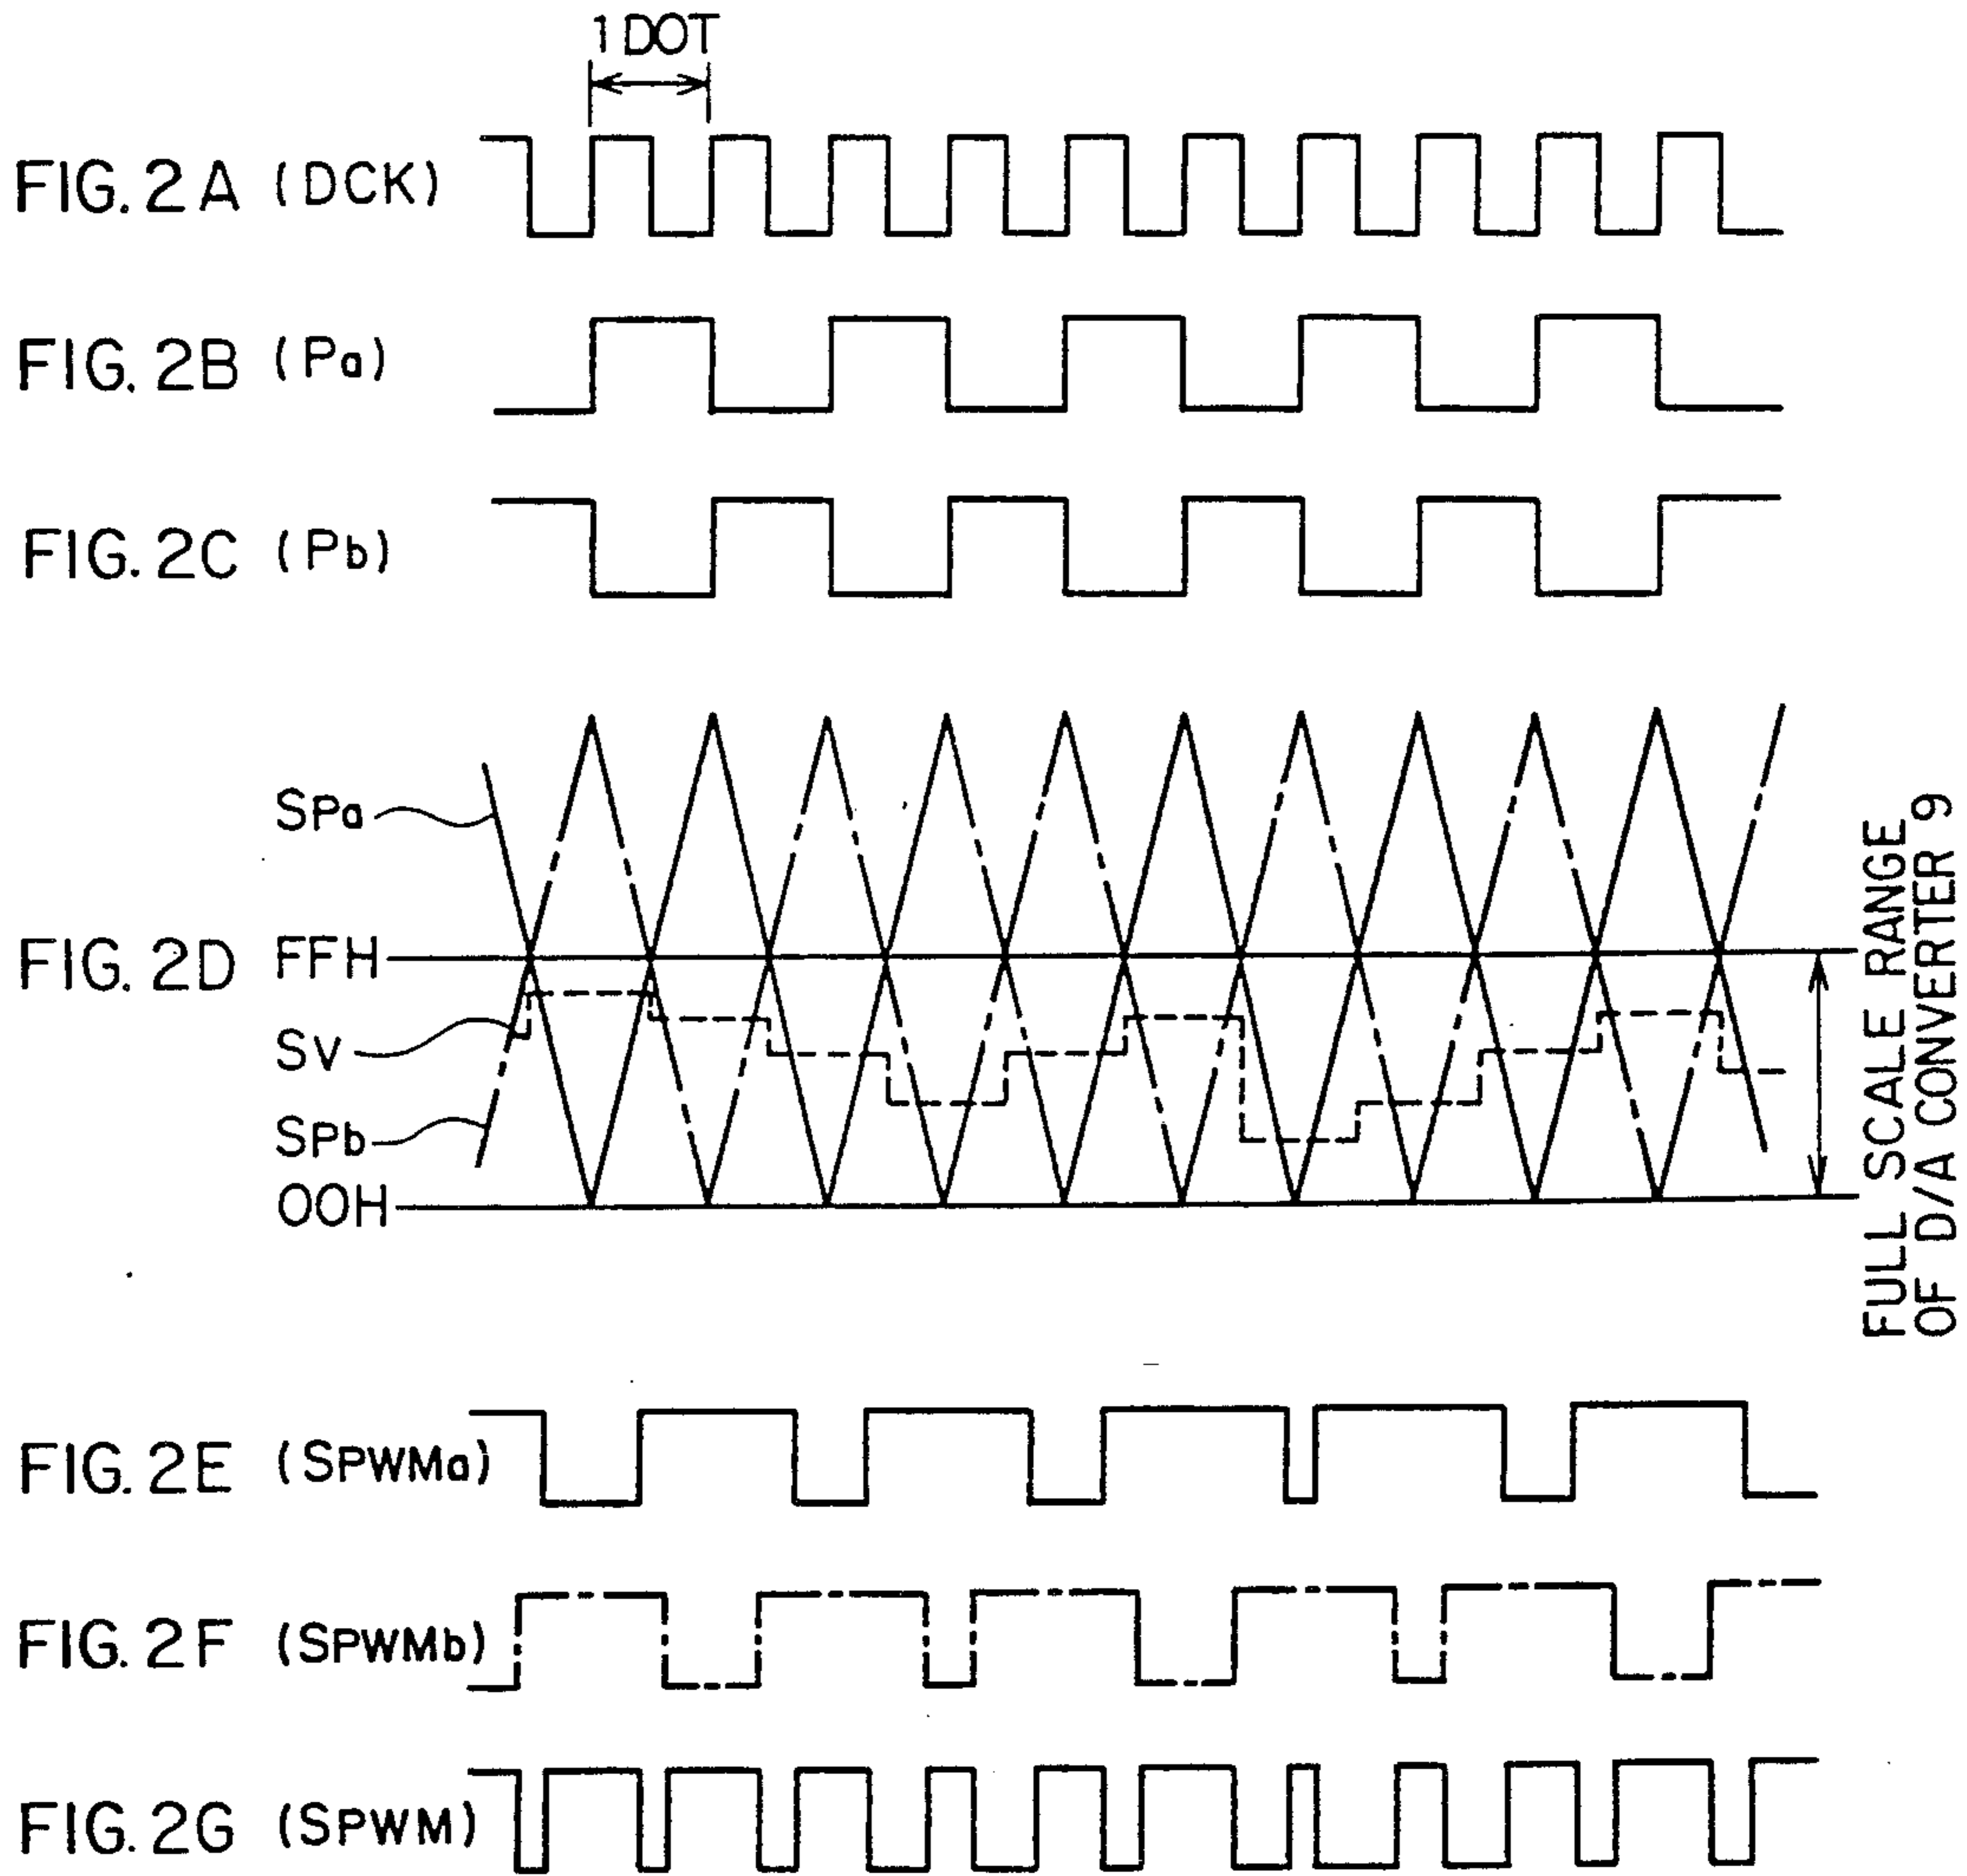 1 DOT
FIG. 2A (DCK)
FIG. 2B (Pa)
FIG. 2C (Pb)
SPa
FIG. 2D FFH
SV
SPb
OOH
FULL SCALE RANGE
OF D/A CONVERTER 9
FIG. 2E (SPWMa)
FIG. 2F (SPWMb)
FIG. 2G (SPWM)